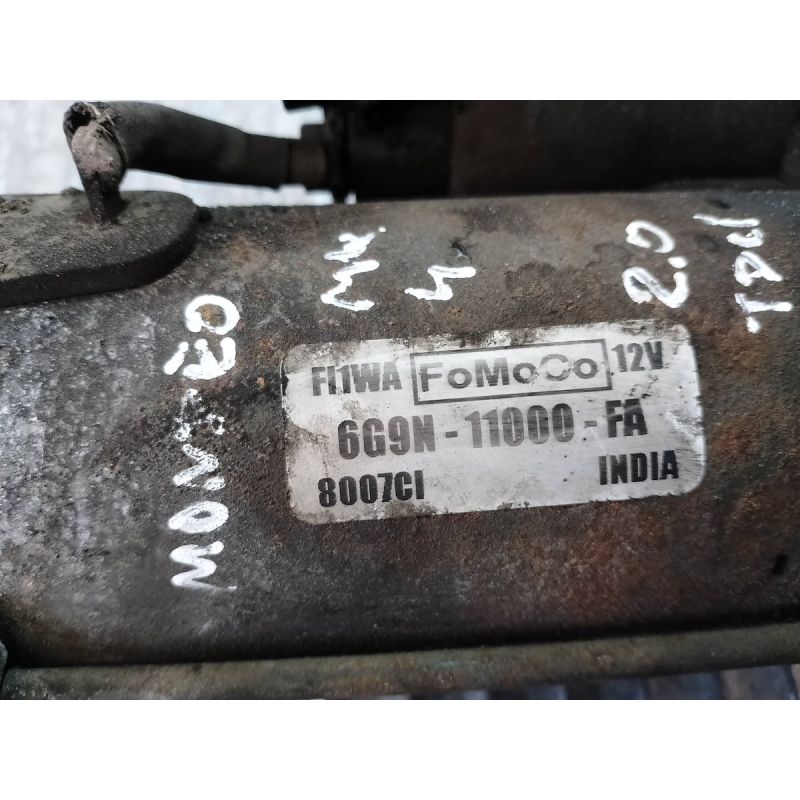 MONDEO
MK
4
2.0
TDCI
FI1WA FoMoCo 12V
6G9N-11000-FA
8007CI INDIA